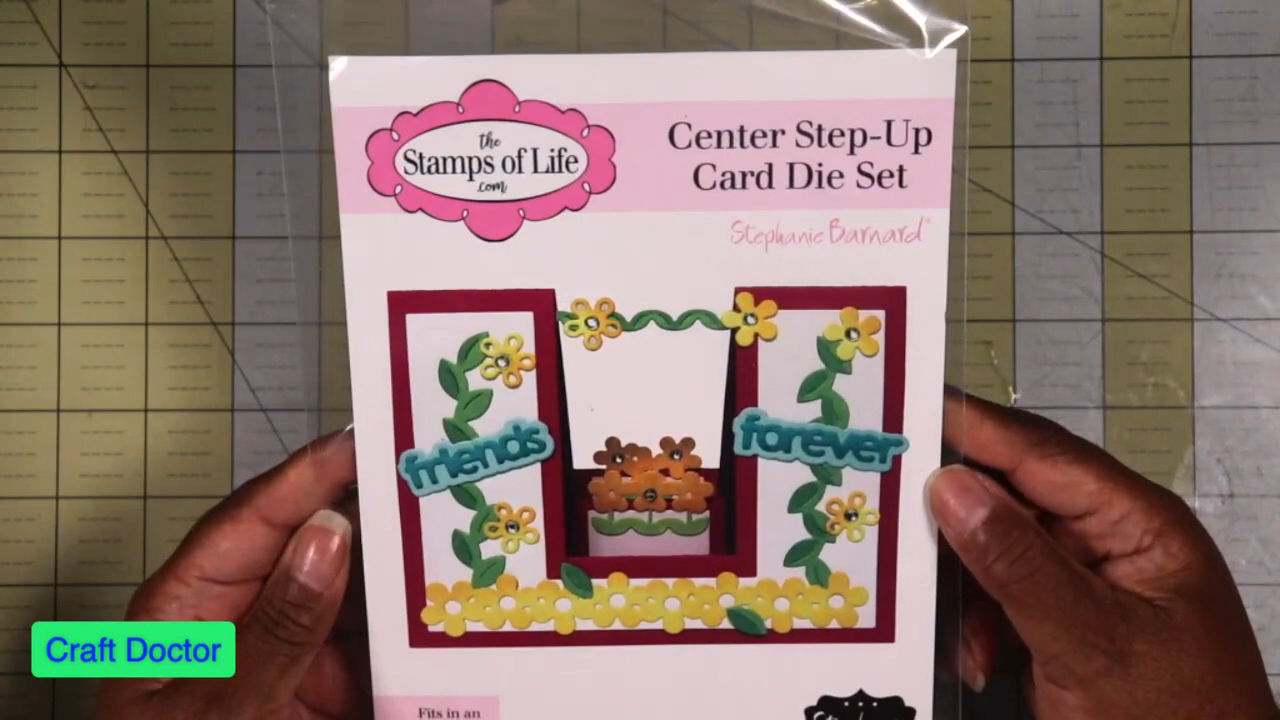 the
Stamps of Life
.com
Center Step-Up
Card Die Set
Stephanie Barnard
friends
forever
Craft Doctor
Fits in an